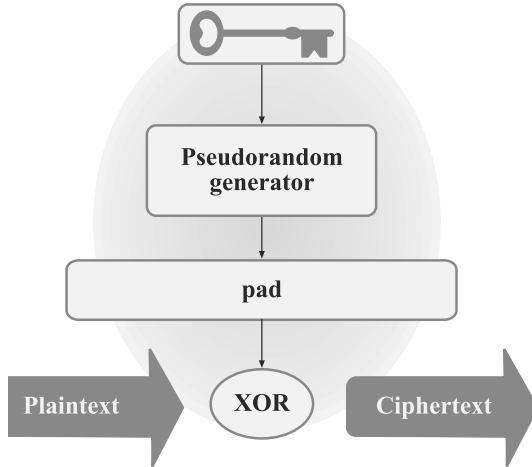 Pseudorandom
generator
pad
Plaintext
XOR
Ciphertext